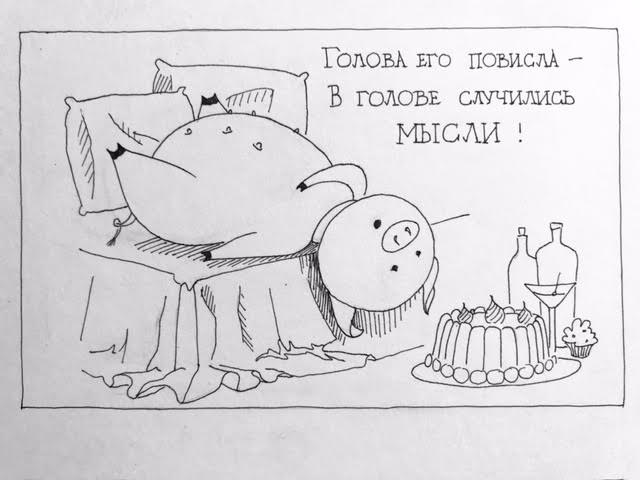 Голова его повисла –
В голове случились
мысли !